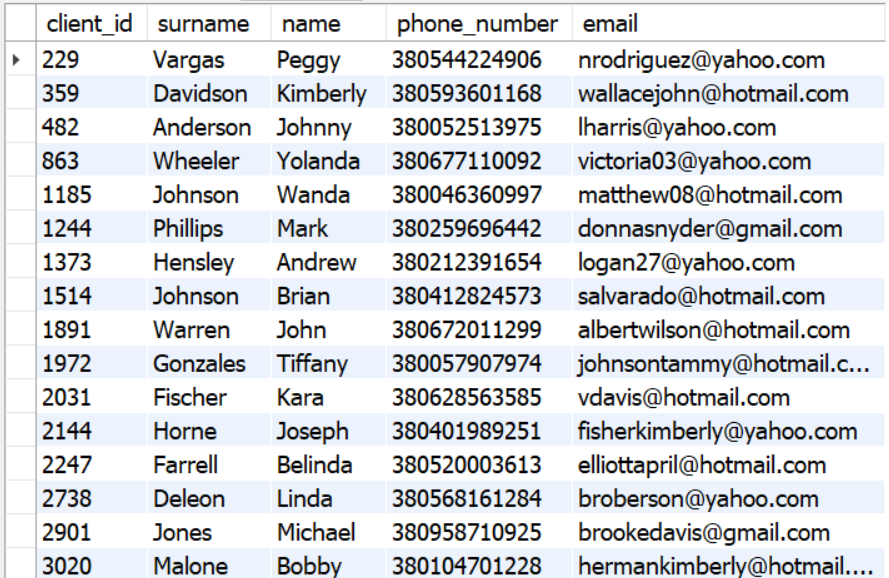 client_id surname name phone_number email
229 Vargas Peggy 380544224906 nrodriguez@yahoo.com
359 Davidson Kimberly 380593601168 wallacejohn@hotmail.com
482 Anderson Johnny 380052513975 lharris@yahoo.com
863 Wheeler Yolanda 380677110092 victoria03@yahoo.com
1185 Johnson Wanda 380046360997 matthew08@hotmail.com
1244 Phillips Mark 380259696442 donnasnyder@gmail.com
1373 Hensley Andrew 380212391654 logan27@yahoo.com
1514 Johnson Brian 380412824573 salvarado@hotmail.com
1891 Warren John 380672011299 albertwilson@hotmail.com
1972 Gonzales Tiffany 380057907974 johnsontammy@hotmail.c...
2031 Fischer Kara 380628563585 vdavis@hotmail.com
2144 Horne Joseph 380401989251 fisherkimberly@yahoo.com
2247 Farrell Belinda 380520003613 elliottapril@hotmail.com
2738 Deleon Linda 380568161284 broberson@yahoo.com
2901 Jones Michael 380958710925 brookedavis@gmail.com
3020 Malone Bobby 380104701228 hermankimberly@hotmail....